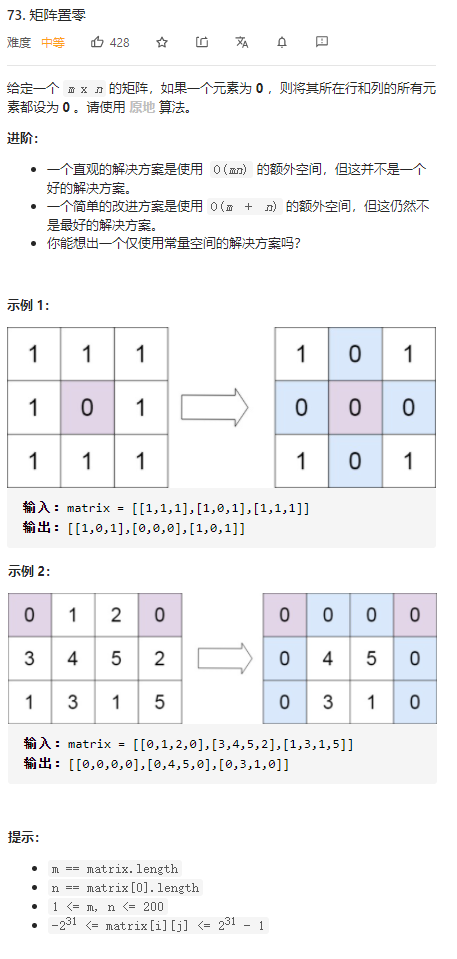 73. 矩阵置零
难度 中等 428
给定一个 m x n 的矩阵，如果一个元素为 0 ，则将其所在行和列的所有元
素都设为 0 。请使用 原地 算法。
进阶：
一个直观的解决方案是使用 O(mn) 的额外空间，但这并不是一个
好的解决方案。
一个简单的改进方案是使用 O(m + n) 的额外空间，但这仍然不
是最好的解决方案。
你能想出一个仅使用常量空间的解决方案吗？
示例 1：
1 1 1 1 0 1
1 0 1 0 0 0
1 1 1 1 0 1
输入：matrix = [[1,1,1],[1,0,1],[1,1,1]]
输出：[[1,0,1],[0,0,0],[1,0,1]]
示例 2：
0 1 2 0 0 0 0 0
3 4 5 2 0 4 5 0
1 3 1 5 0 3 1 0
输入：matrix = [[0,1,2,0],[3,4,5,2],[1,3,1,5]]
输出：[[0,0,0,0],[0,4,5,0],[0,3,1,0]]
提示：
m == matrix.length
n == matrix[0].length
1 <= m, n <= 200
-2^31 <= matrix[i][j] <= 2^31 - 1